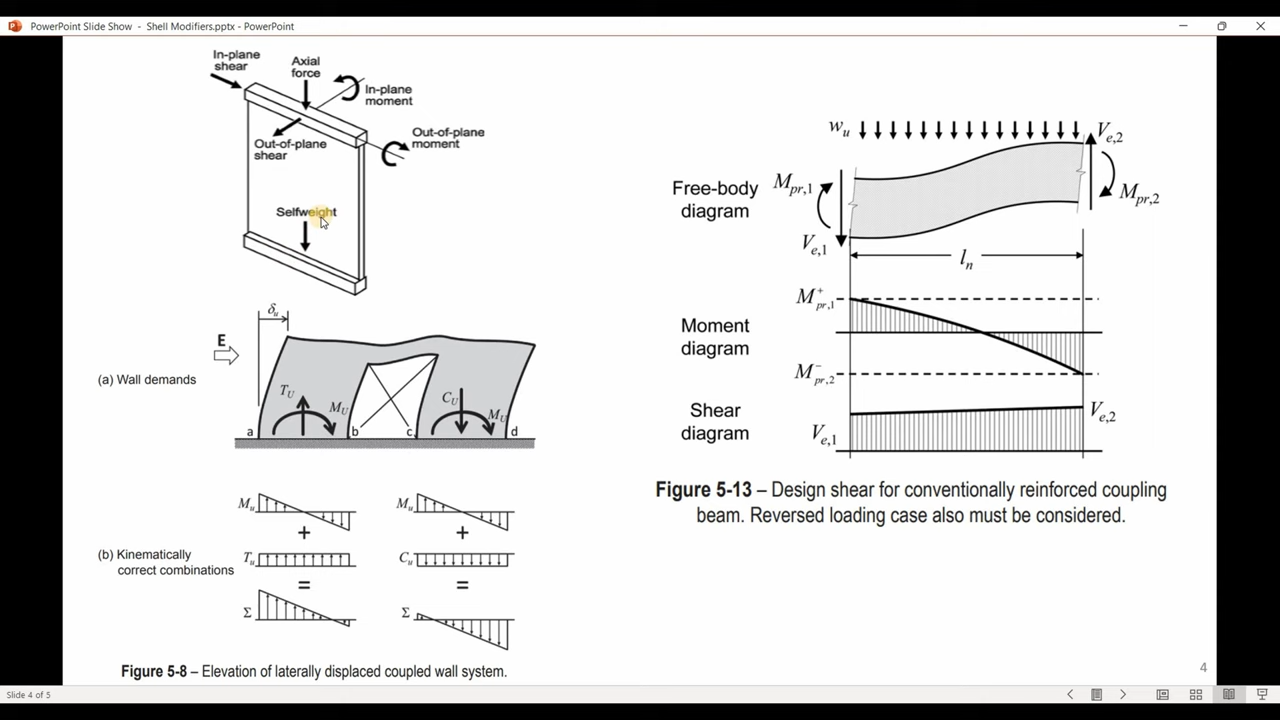 PowerPoint Slide Show - Shell Modifiers.pptx - PowerPoint
In-plane
shear
Axial
force
In-plane
moment
Out-of-plane
shear
Out-of-plane
moment
Selfweight
δu
E
(a) Wall demands
TU
MU
CU
MU
a
b
c
d
Mu
Mu
+
+
(b) Kinematically
correct combinations
Tu
Cu
=
=
Σ
Σ
Figure 5-8 – Elevation of laterally displaced coupled wall system.
wu
Ve,2
Free-body
diagram
Mpr,1
Mpr,2
Ve,1
ln
Moment
diagram
M+pr,1
M-pr,2
Shear
diagram
Ve,1
Ve,2
Figure 5-13 – Design shear for conventionally reinforced coupling
beam. Reversed loading case also must be considered.
4
Slide 4 of 5